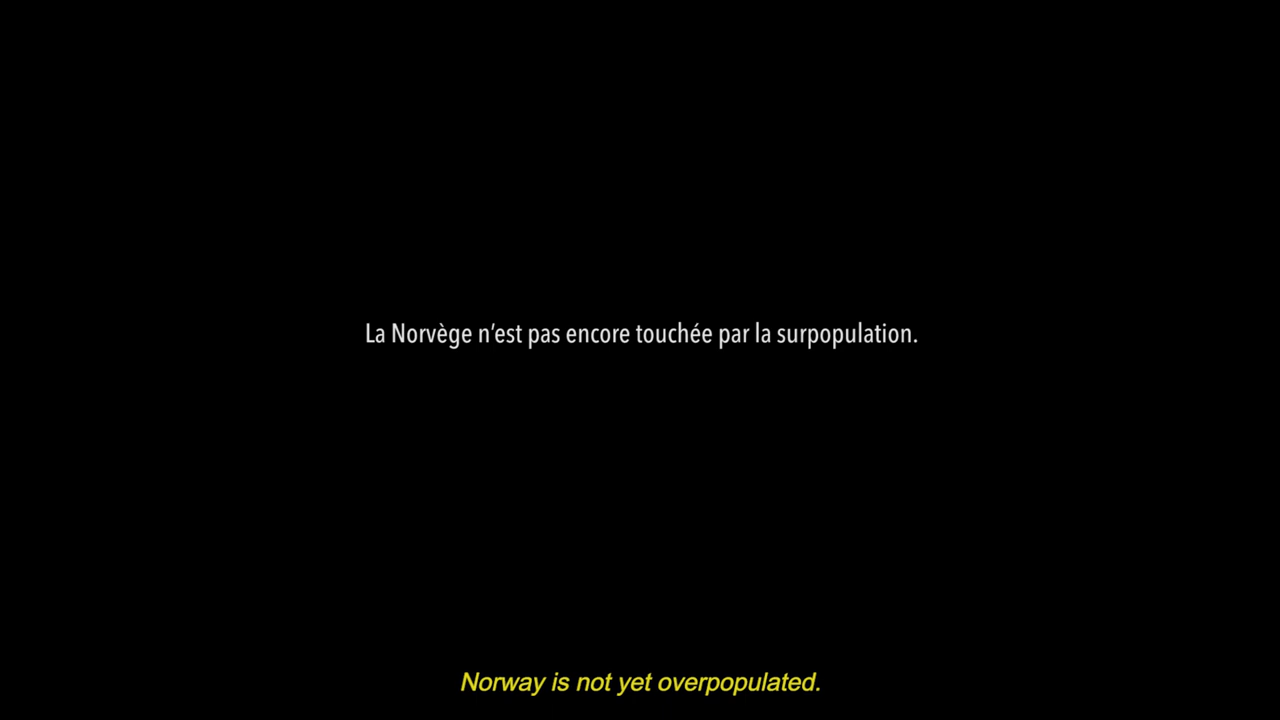 La Norvège n’est pas encore touchée par la surpopulation.
Norway is not yet overpopulated.